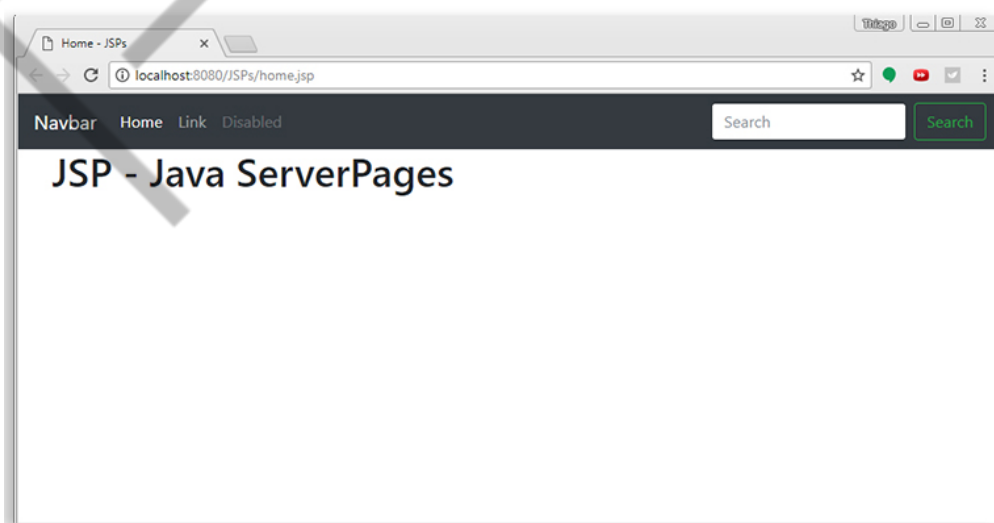 Thiago
Home - JSPs
localhost:8080/JSPs/home.jsp
Navbar Home Link Disabled Search Search
JSP - Java ServerPages